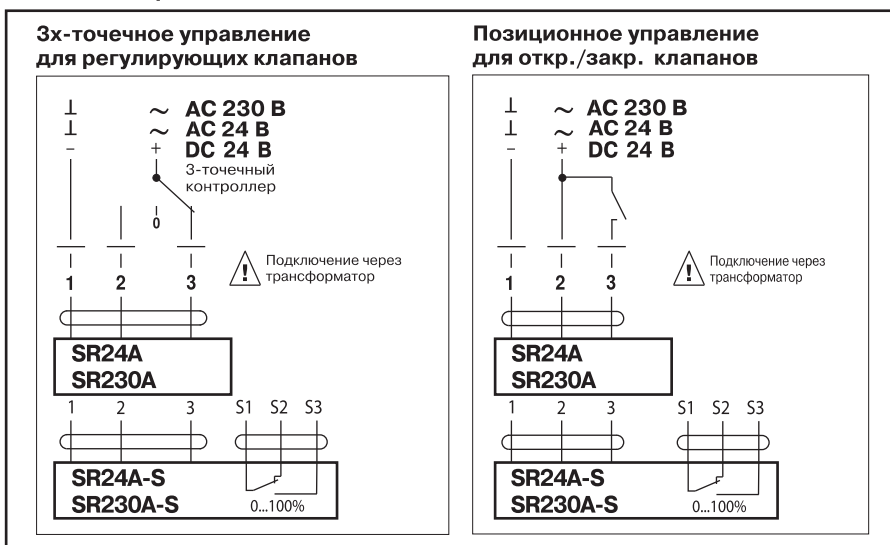 3х-точечное управление
для регулирующих клапанов
⊥ ~ AC 230 В
⊥ ~ AC 24 В
– + DC 24 В
3-точечный
контроллер
0
Подключение через
трансформатор
1 2 3
SR24A
SR230A
1 2 3 S1 S2 S3
SR24A-S
SR230A-S
0...100%
Позиционное управление
для откр./закр. клапанов
⊥ ~ AC 230 В
⊥ ~ AC 24 В
– + DC 24 В
Подключение через
трансформатор
1 2 3
SR24A
SR230A
1 2 3 S1 S2 S3
SR24A-S
SR230A-S
0...100%